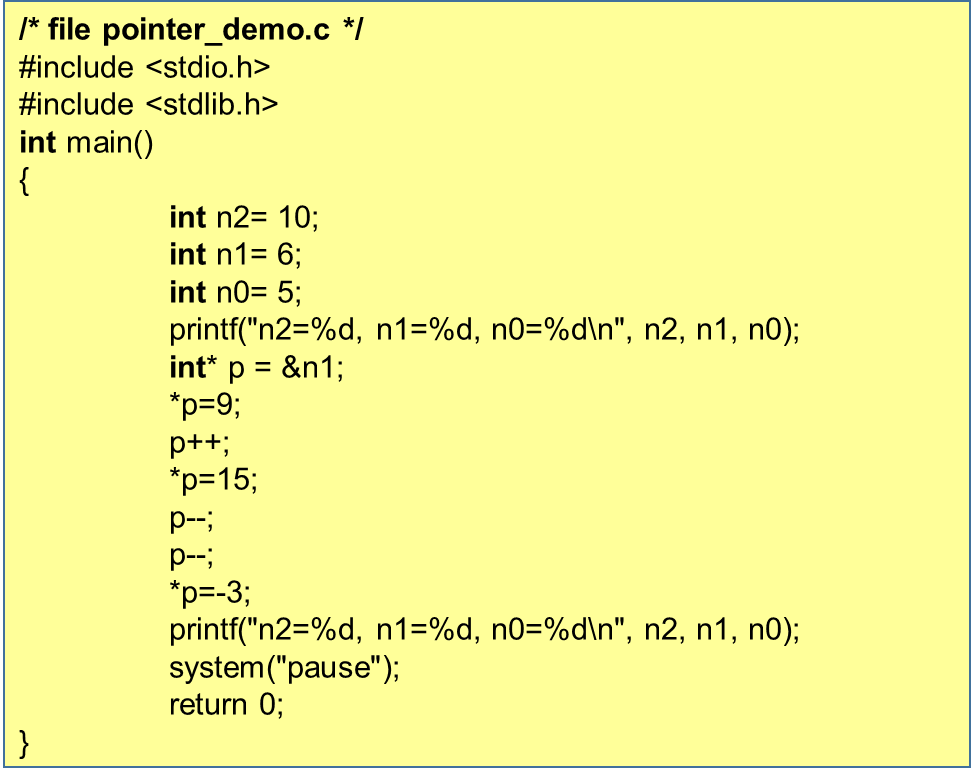 /* file pointer_demo.c */
#include <stdio.h>
#include <stdlib.h>
int main()
{
int n2= 10;
int n1= 6;
int n0= 5;
printf("n2=%d, n1=%d, n0=%d\n", n2, n1, n0);
int* p = &n1;
*p=9;
p++;
*p=15;
p--;
p--;
*p=-3;
printf("n2=%d, n1=%d, n0=%d\n", n2, n1, n0);
system("pause");
return 0;
}